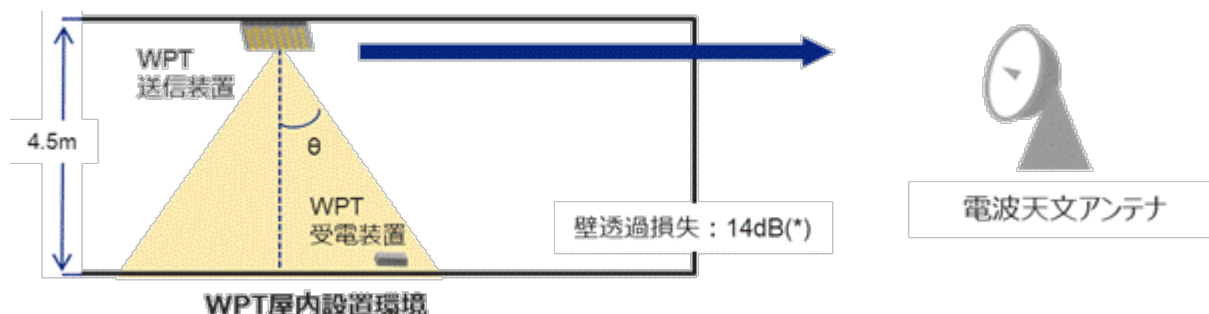 WPT
送信装置
4.5m
θ
WPT
受電装置
壁透過損失：14dB(*)
WPT屋内設置環境
電波天文アンテナ